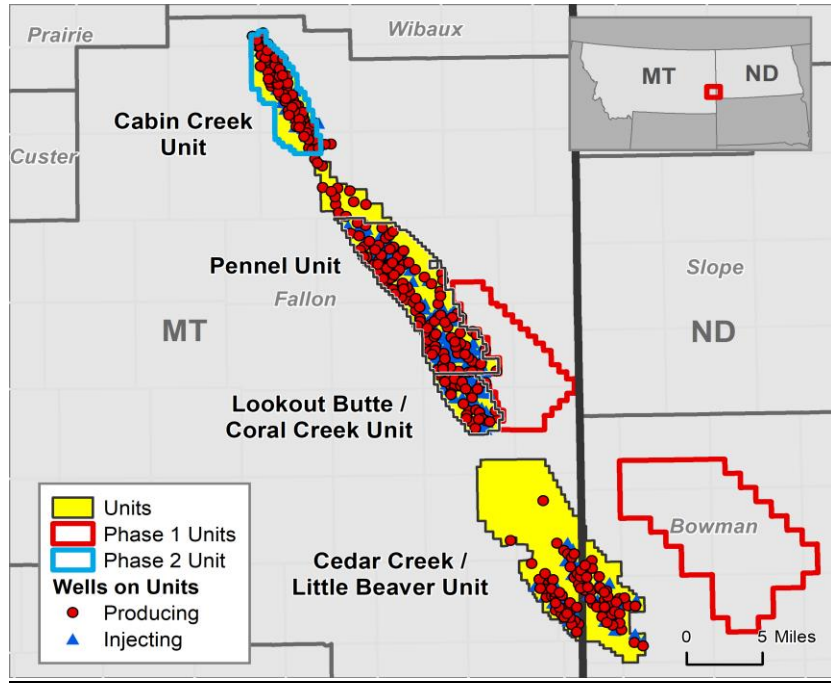 Prairie
Wibaux
MT
ND
Cabin Creek
Unit
Custer
Pennel Unit
Fallon
Slope
MT
ND
Lookout Butte /
Coral Creek Unit
Units
Phase 1 Units
Phase 2 Unit
Wells on Units
Producing
Injecting
Cedar Creek /
Little Beaver Unit
Bowman
0 5 Miles